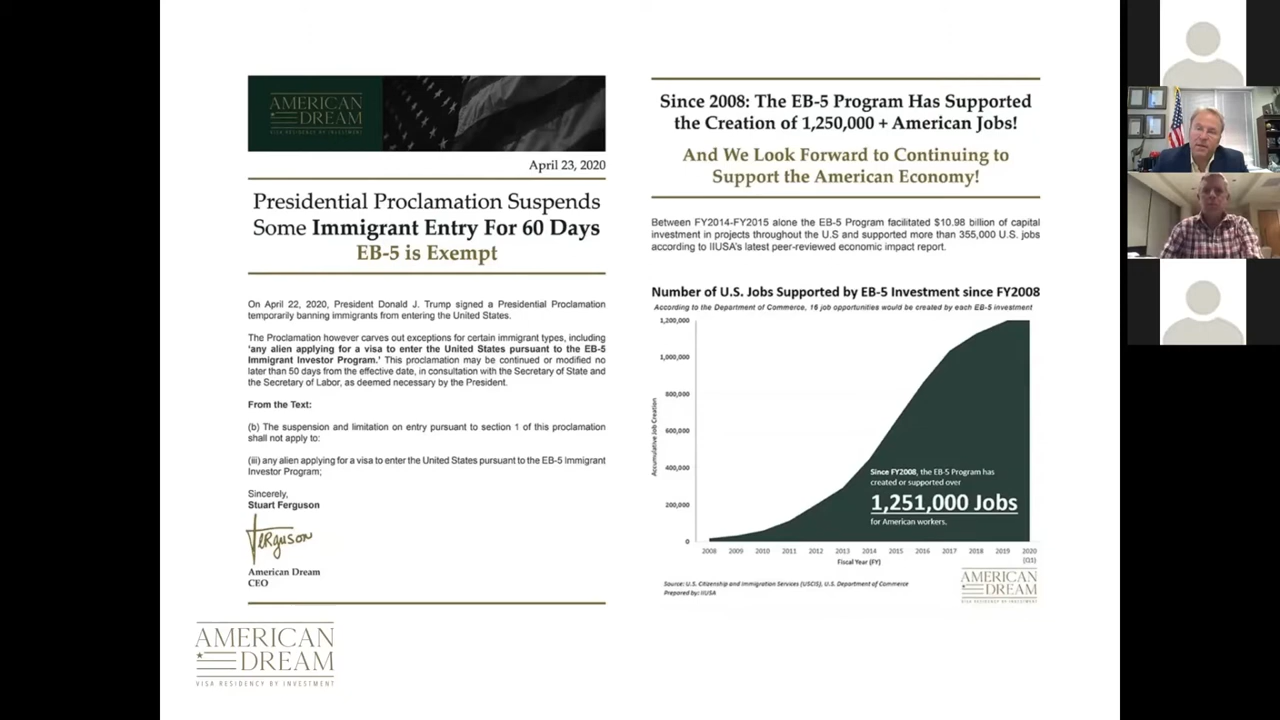 AMERICAN
DREAM
VISA RESIDENCY BY INVESTMENT
April 23, 2020
Presidential Proclamation Suspends
Some Immigrant Entry For 60 Days
EB-5 is Exempt
On April 22, 2020, President Donald J. Trump signed a Presidential Proclamation
temporarily banning immigrants from entering the United States.
The Proclamation however carves out exceptions for certain immigrant types, including
'any alien applying for a visa to enter the United States pursuant to the EB-5
Immigrant Investor Program.' This proclamation may be continued or modified no
later than 50 days from the effective date, in consultation with the Secretary of State and
the Secretary of Labor, as deemed necessary by the President.
From the Text:
(b) The suspension and limitation on entry pursuant to section 1 of this proclamation
shall not apply to:
(iii) any alien applying for a visa to enter the United States pursuant to the EB-5 Immigrant
Investor Program;
Sincerely,
Stuart Ferguson
Ferguson
American Dream
CEO
AMERICAN
DREAM
VISA RESIDENCY BY INVESTMENT
Since 2008: The EB-5 Program Has Supported
the Creation of 1,250,000 + American Jobs!
And We Look Forward to Continuing to
Support the American Economy!
Between FY2014-FY2015 alone the EB-5 Program facilitated $10.98 billion of capital
investment in projects throughout the U.S and supported more than 355,000 U.S. jobs
according to IIUSA's latest peer-reviewed economic impact report.
Number of U.S. Jobs Supported by EB-5 Investment since FY2008
According to the Department of Commerce, 16 job opportunities would be created by each EB-5 investment
1,200,000
1,000,000
800,000
600,000
400,000
200,000
0
Accumulative Job Creation
Since FY2008, the EB-5 Program has
created or supported over
1,251,000 Jobs
for American workers.
2008 2009 2010 2011 2012 2013 2014 2015 2016 2017 2018 2019 2020
(Q1)
Fiscal Year (FY)
Source: U.S. Citizenship and Immigration Services (USCIS), U.S. Department of Commerce
Prepared by: IIUSA
AMERICAN
DREAM
VISA RESIDENCY BY INVESTMENT